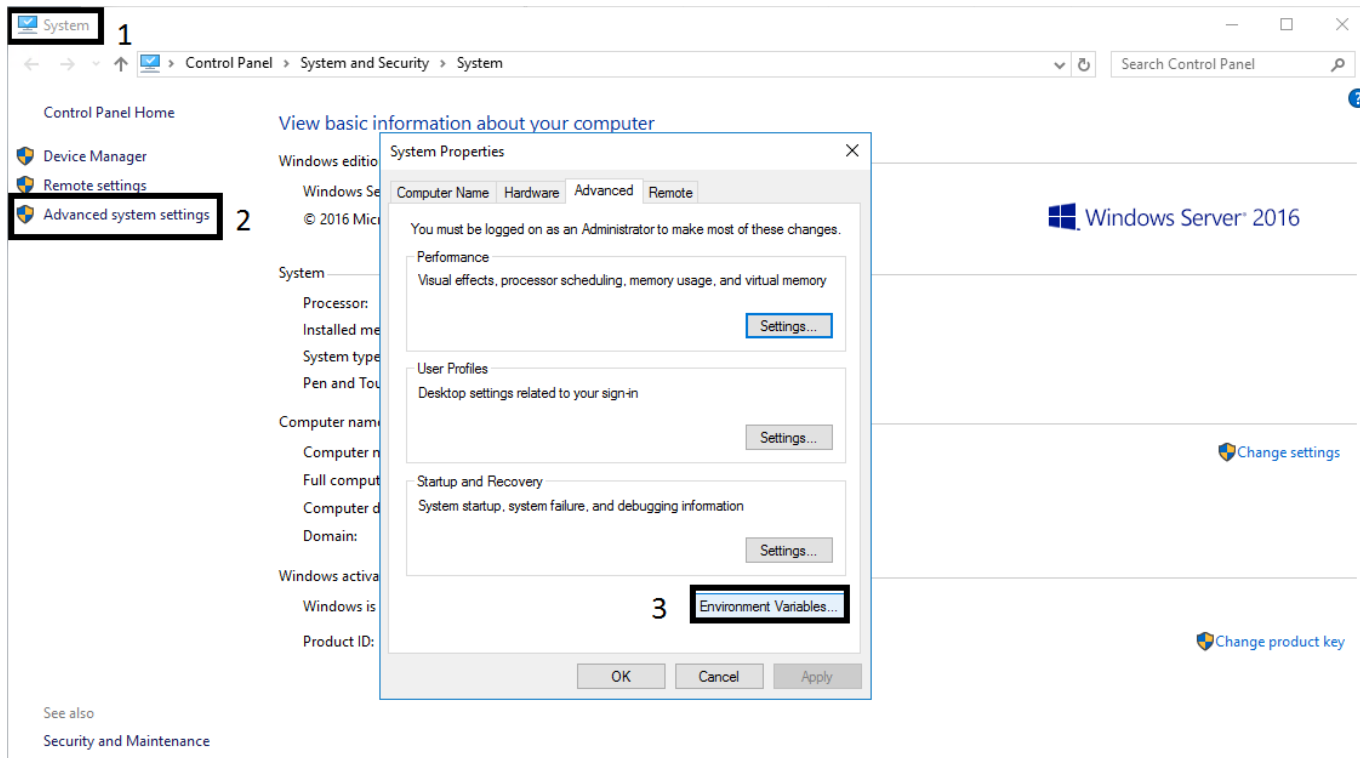 System
1
Control Panel > System and Security > System
Search Control Panel
Control Panel Home
Device Manager
Remote settings
Advanced system settings
2
View basic information about your computer
Windows editio
Windows Se
© 2016 Micr
Windows Server® 2016
System
Processor:
Installed me
System type
Pen and Tou
Computer name
Computer n
Full comput
Computer d
Domain:
Change settings
Windows activa
Windows is
Product ID:
Change product key
See also
Security and Maintenance
System Properties
Computer Name Hardware Advanced Remote
You must be logged on as an Administrator to make most of these changes.
Performance
Visual effects, processor scheduling, memory usage, and virtual memory
Settings...
User Profiles
Desktop settings related to your sign-in
Settings...
Startup and Recovery
System startup, system failure, and debugging information
Settings...
3
Environment Variables...
OK Cancel Apply